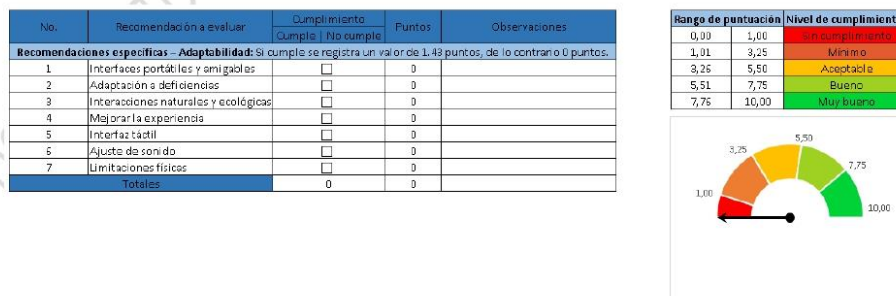 No. Recomendación a evaluar Cumplimiento Puntos Observaciones
Cumple | No cumple
Recomendaciones específicas – Adaptabilidad: Si cumple se registra un valor de 1.43 puntos, de lo contrario 0 puntos.
1 Interfaces portátiles y amigables 0
2 Adaptación a deficiencias 0
3 Interacciones naturales y ecológicas 0
4 Mejorar la experiencia 0
5 Interfaz táctil 0
6 Ajuste de sonido 0
7 Limitaciones físicas 0
Totales 0 0
Rango de puntuación Nivel de cumplimient
0,00 1,00 Sin cumplimiento
1,01 3,25 Mínimo
3,26 5,50 Aceptable
5,51 7,75 Bueno
7,76 10,00 Muy bueno
5,50
3,25
7,75
1,00
10,00